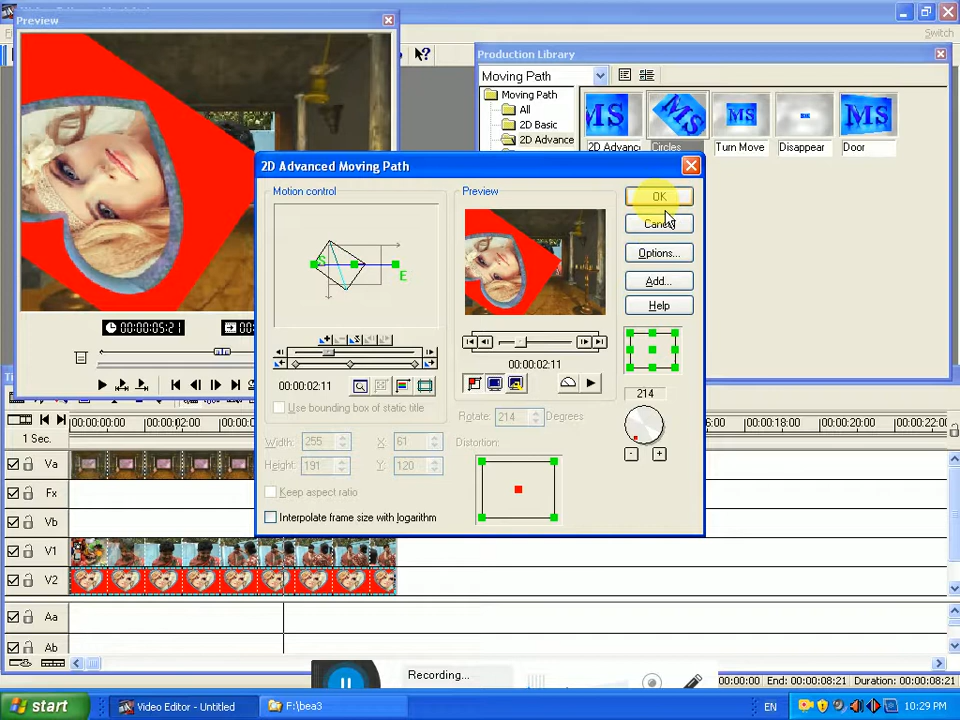 Preview
Production Library
Switch
Moving Path
Moving Path
All
2D Basic
2D Advance
2D Advanc
Circles
Turn Move
Disappear
Door
MS
MS
MS
MS
MS
2D Advanced Moving Path
Motion control
Preview
OK
Cancel
Options...
Add...
Help
S
E
00:00:05:21
00:00:02:11
00:00:02:11
214
Use bounding box of static title
Rotate:
214
Degrees
Width:
255
X
61
Distortion:
Height:
191
Y:
120
Keep aspect ratio
Interpolate frame size with logarithm
1 Sec.
00:00:00:00
00:00:02:00
00:00:18:00
00:00:20:00
00:00:22:0
Va
Fx
Vb
V1
V2
Aa
Ab
Recording...
00:00:00
End: 00:00:08:21
Duration: 00:00:08:21
start
Video Editor - Untitled
F:\bea3
EN
10:29 PM